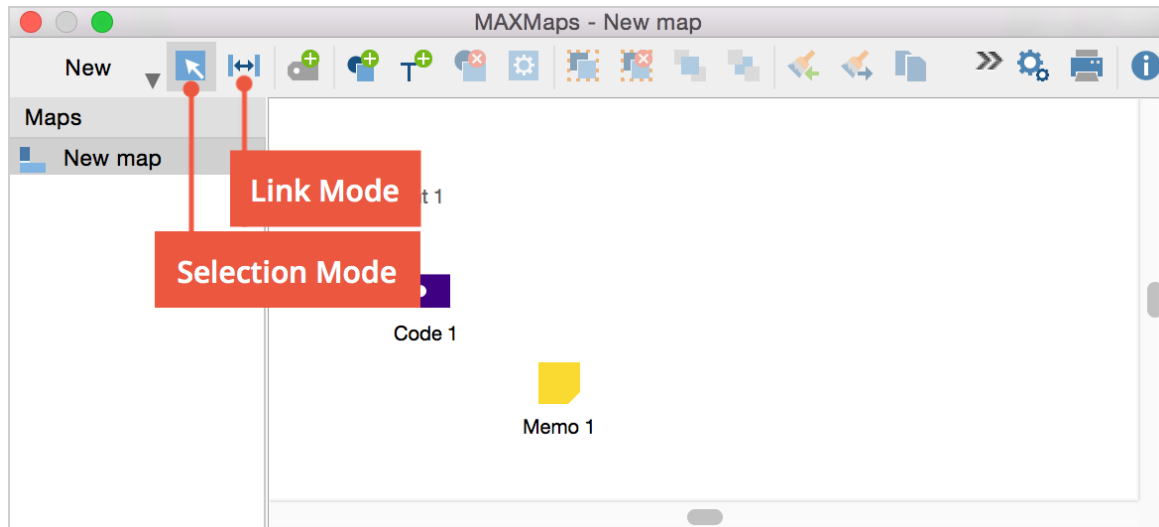 MAXMaps - New map
New
Maps
New map
Link Mode
t 1
Selection Mode
Code 1
Memo 1